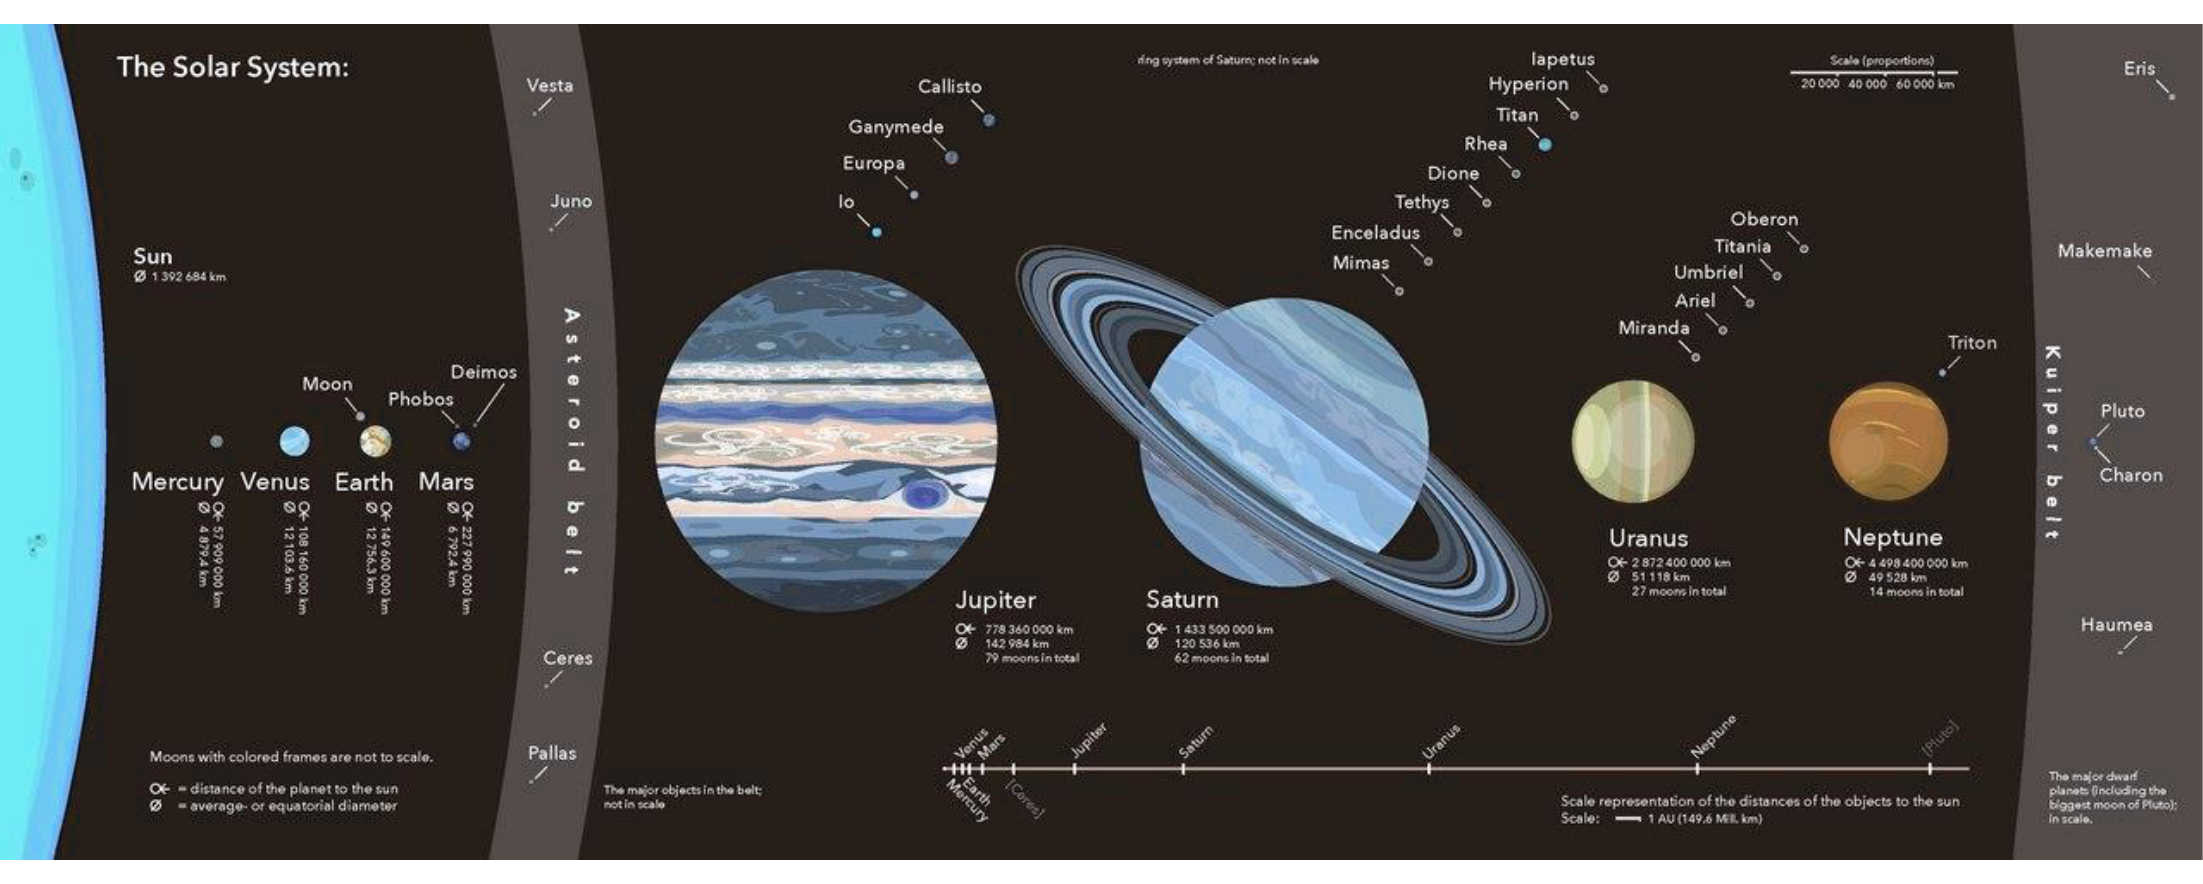 The Solar System:
Sun
Ø 1 392 684 km
Mercury
57 909 000 km
Ø 4 879,4 km
Venus
108 160 000 km
Ø 12 103,6 km
Moon
Earth
149 600 000 km
Ø 12 756,3 km
Phobos
Deimos
Mars
227 990 000 km
Ø 6 792,4 km
Moons with colored frames are not to scale.
= distance of the planet to the sun
Ø = average- or equatorial diameter
Vesta
Juno
Asteroid belt
Ceres
Pallas
The major objects in the belt;
not in scale
Callisto
Ganymede
Europa
Io
Jupiter
778 360 000 km
Ø 142 984 km
79 moons in total
ring system of Saturn; not in scale
Iapetus
Hyperion
Titan
Rhea
Dione
Tethys
Enceladus
Mimas
Saturn
1 433 500 000 km
Ø 120 536 km
62 moons in total
Scale (proportions)
20 000 40 000 60 000 km
Oberon
Titania
Umbriel
Ariel
Miranda
Uranus
2 872 400 000 km
Ø 51 118 km
27 moons in total
Triton
Neptune
4 498 400 000 km
Ø 49 528 km
14 moons in total
Mercury
Venus
Earth
Mars
[Ceres]
Jupiter
Saturn
Uranus
Neptune
[Pluto]
Scale representation of the distances of the objects to the sun
Scale: 1 AU (149.6 Mill. km)
Eris
Makemake
Kuiper belt
Pluto
Charon
Haumea
The major dwarf
planets (including the
biggest moon of Pluto);
in scale.